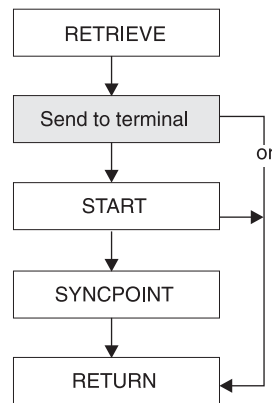 RETRIEVE
Send to terminal
or
START
SYNCPOINT
RETURN